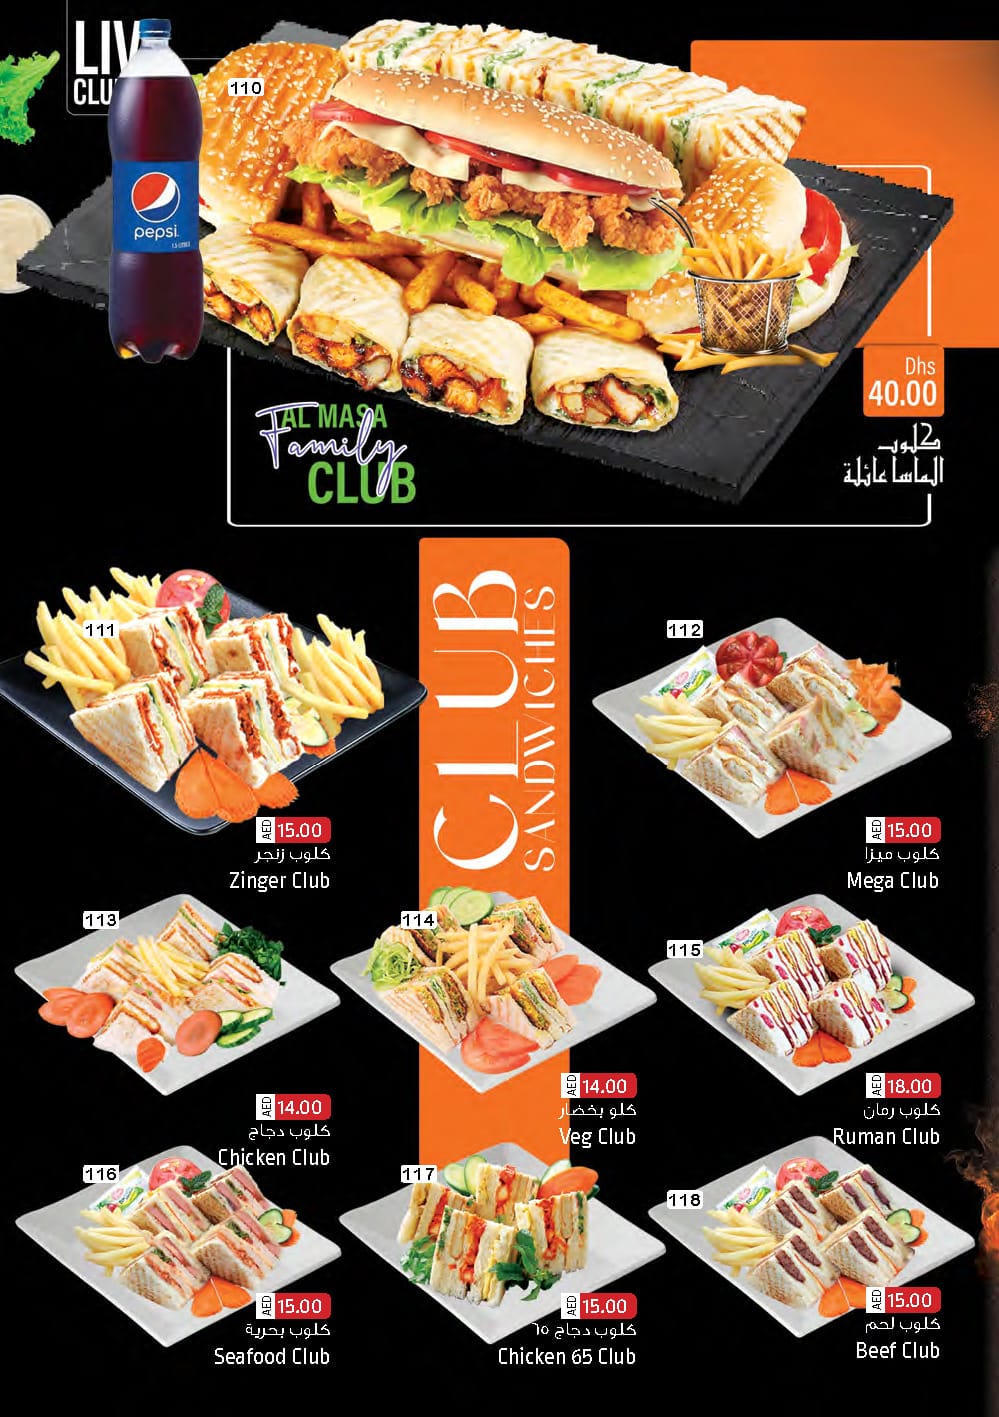 LIV
CLU
110
pepsi
1.5 LITRES
Dhs
40.00
كلوب
الماسا عائلة
AL MASA
Family
CLUB
CLUB
SANDWICHES
111
AED 15.00
كلوب زنجر
Zinger Club
112
AED 15.00
كلوب ميزا
Mega Club
113
AED 14.00
كلوب دجاج
Chicken Club
114
AED 14.00
كلو بخضار
Veg Club
115
AED 18.00
كلوب رمان
Ruman Club
116
AED 15.00
كلوب بحرية
Seafood Club
117
AED 15.00
كلوب دجاج ٦٥
Chicken 65 Club
118
AED 15.00
كلوب لحم
Beef Club